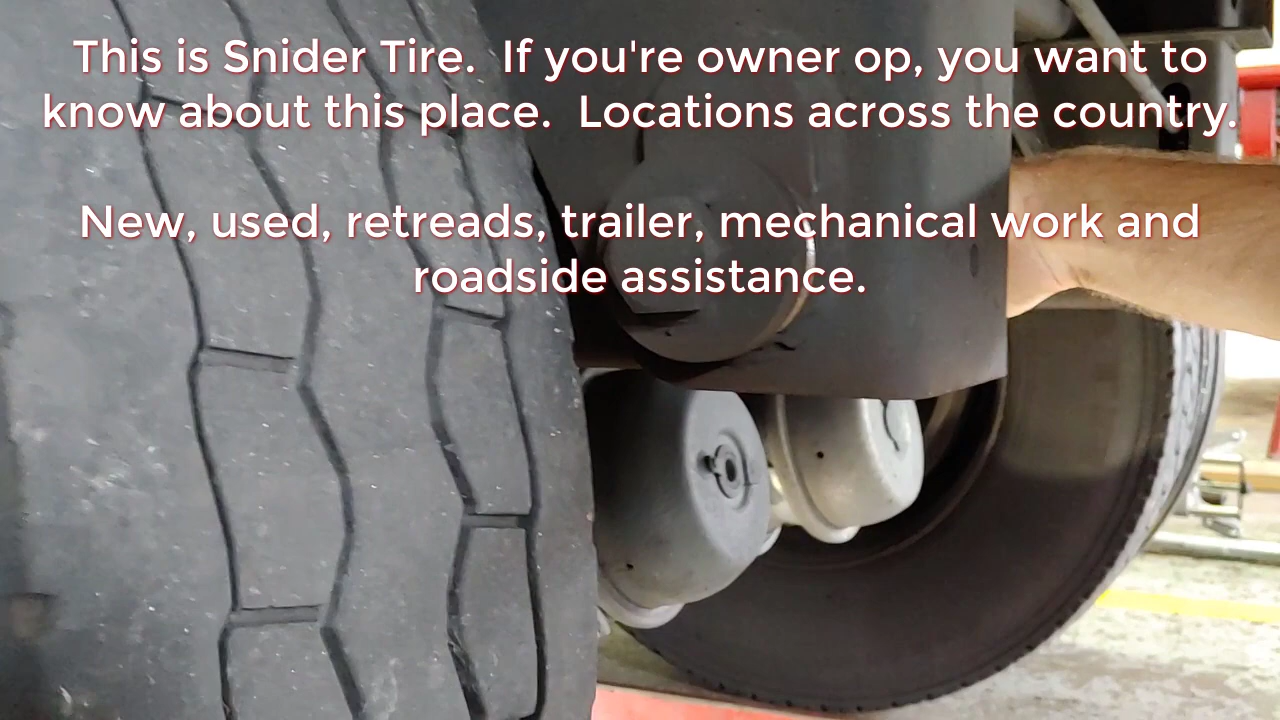 This is Snider Tire.  If you're owner op, you want to
know about this place.  Locations across the country.
New, used, retreads, trailer, mechanical work and
roadside assistance.